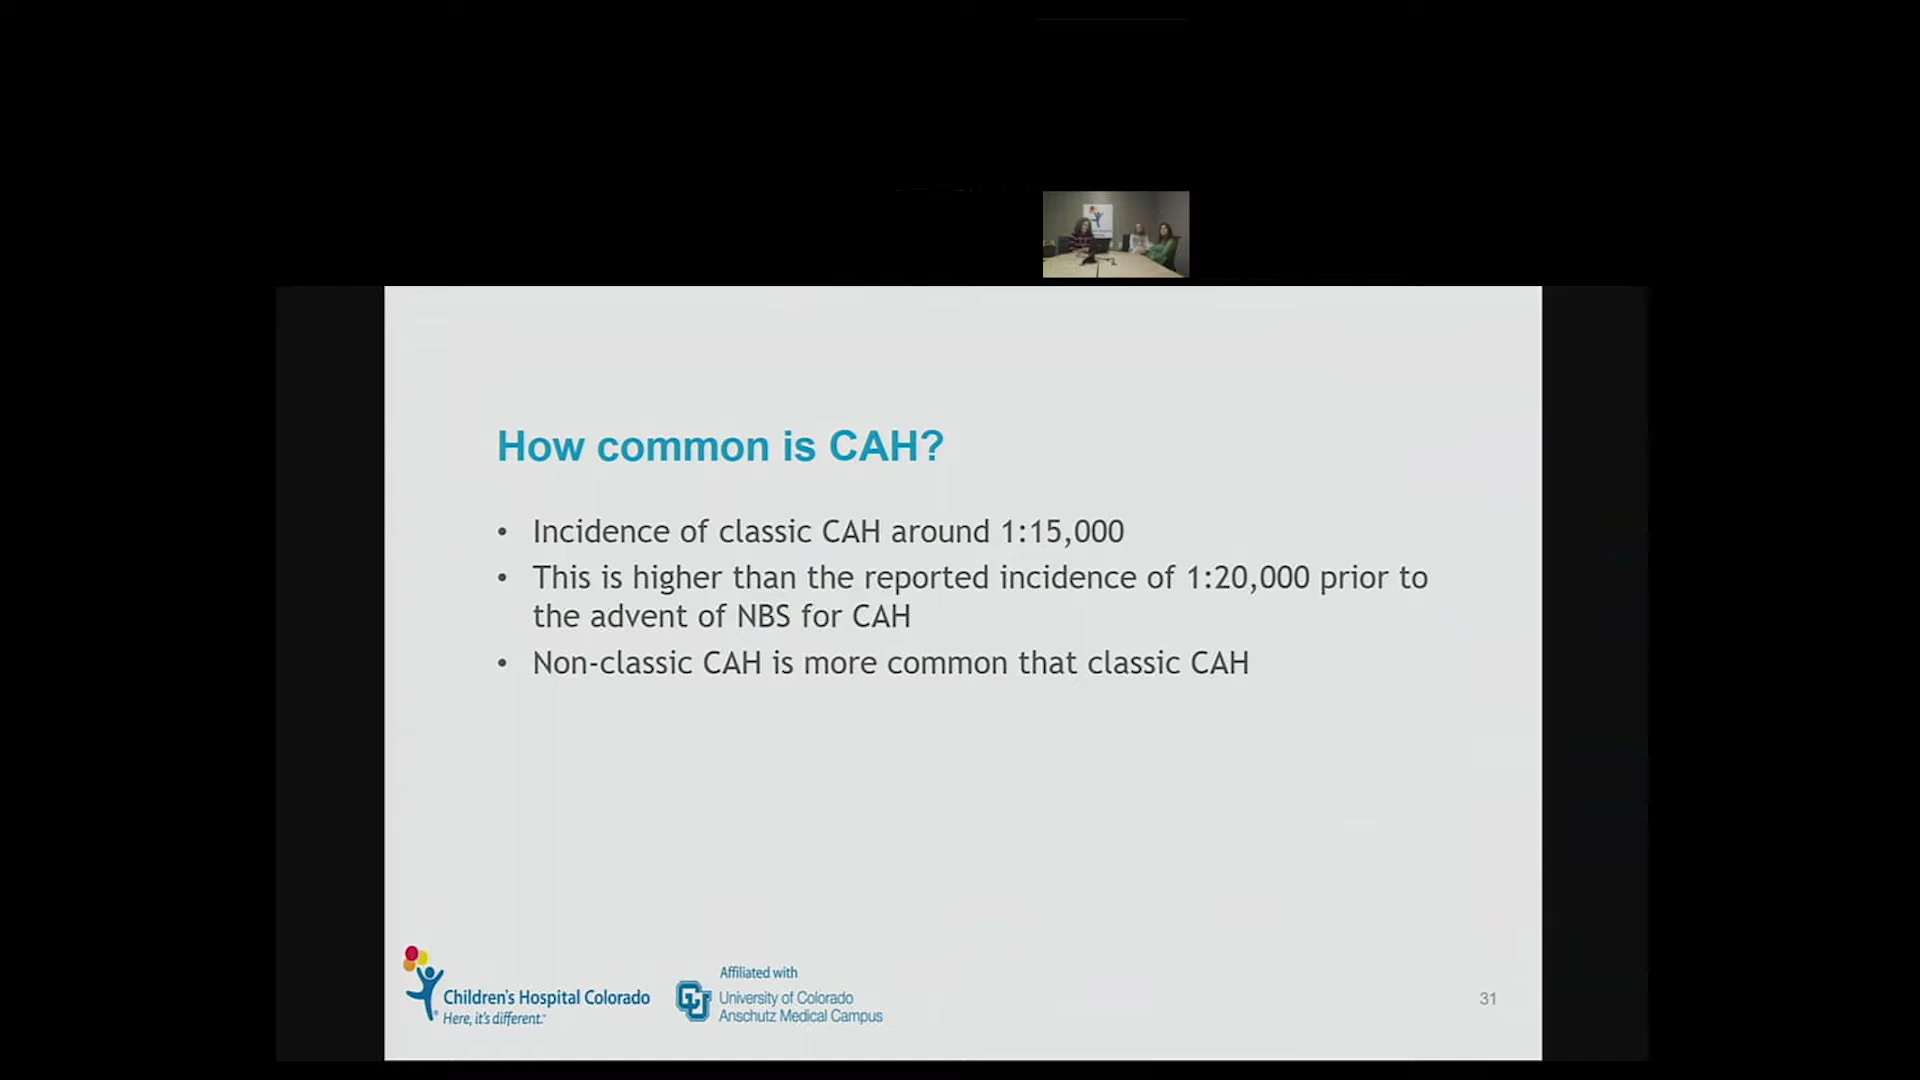 How common is CAH?
• Incidence of classic CAH around 1:15,000
• This is higher than the reported incidence of 1:20,000 prior to
the advent of NBS for CAH
• Non-classic CAH is more common that classic CAH
Children's Hospital Colorado
Here, it's different.™
Affiliated with
University of Colorado
Anschutz Medical Campus
31